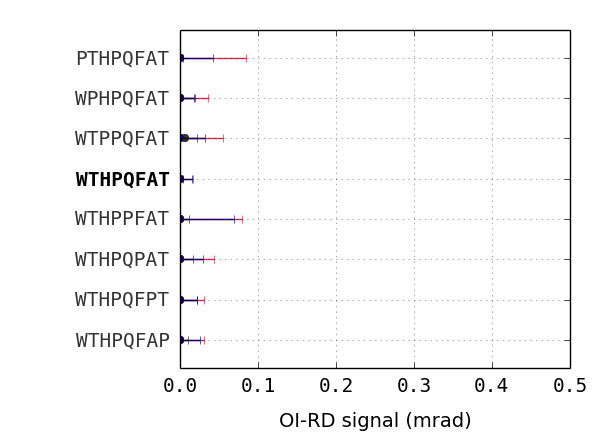 PTHPQFAT
WPHPQFAT
WTPPQFAT
WTHPQFAT
WTHPPFAT
WTHPQPAT
WTHPQFPT
WTHPQFAP
0.0 0.1 0.2 0.3 0.4 0.5
OI-RD signal (mrad)